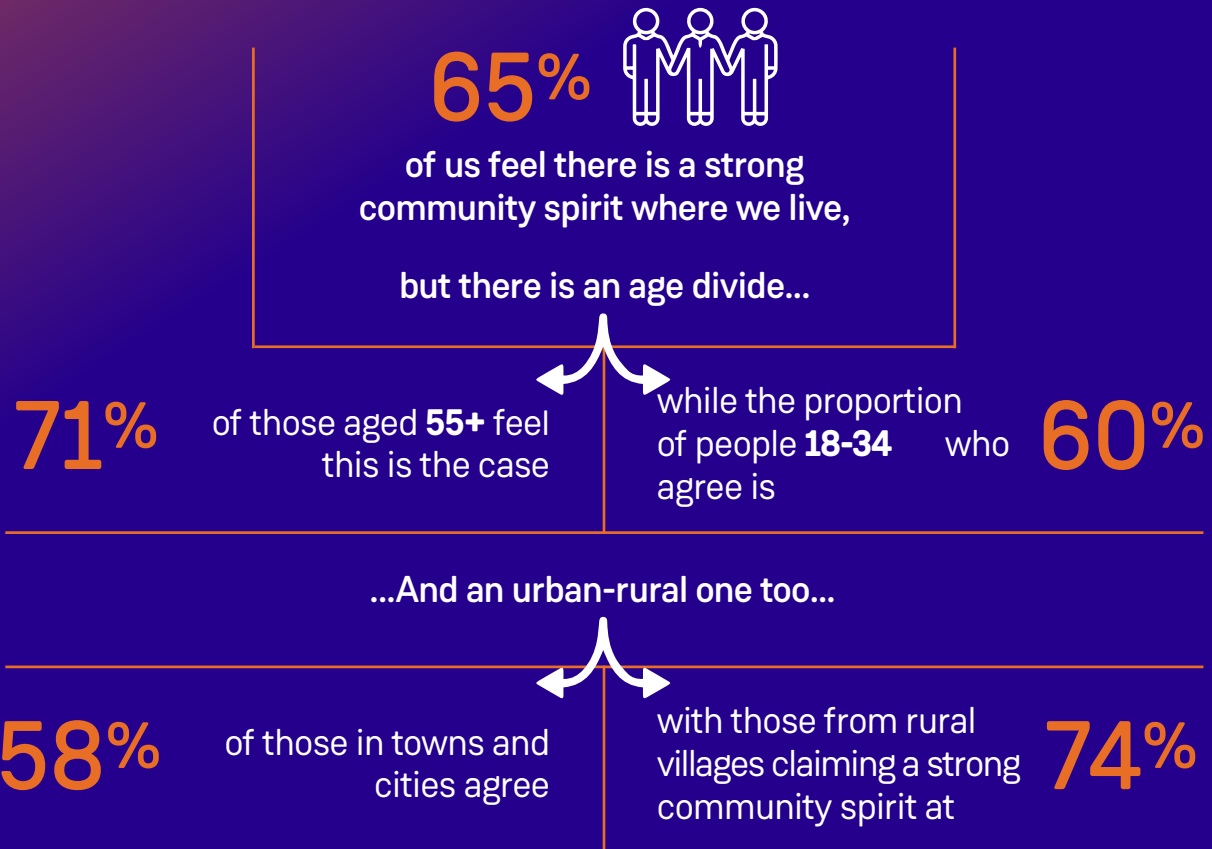 65%
of us feel there is a strong
community spirit where we live,
but there is an age divide...
71%
of those aged 55+ feel
this is the case
while the proportion
of people 18-34 who
agree is
60%
...And an urban-rural one too...
58%
of those in towns and
cities agree
with those from rural
villages claiming a strong
community spirit at
74%